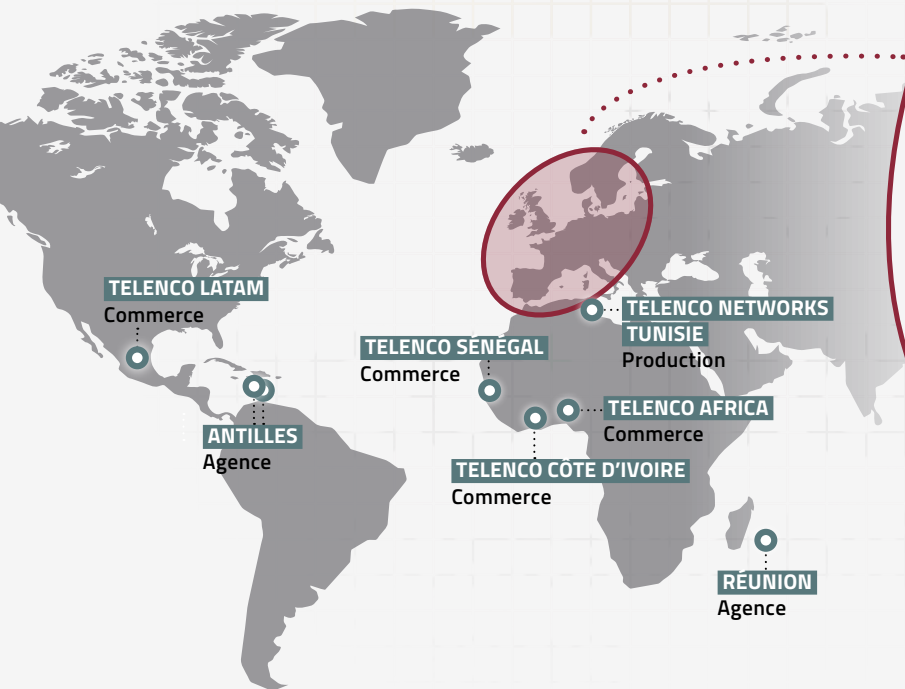 TELENCO LATAM
Commerce
TELENCO NETWORKS
TUNISIE
Production
TELENCO SÉNÉGAL
Commerce
TELENCO AFRICA
Commerce
ANTILLES
Agence
TELENCO CÔTE D'IVOIRE
Commerce
RÉUNION
Agence